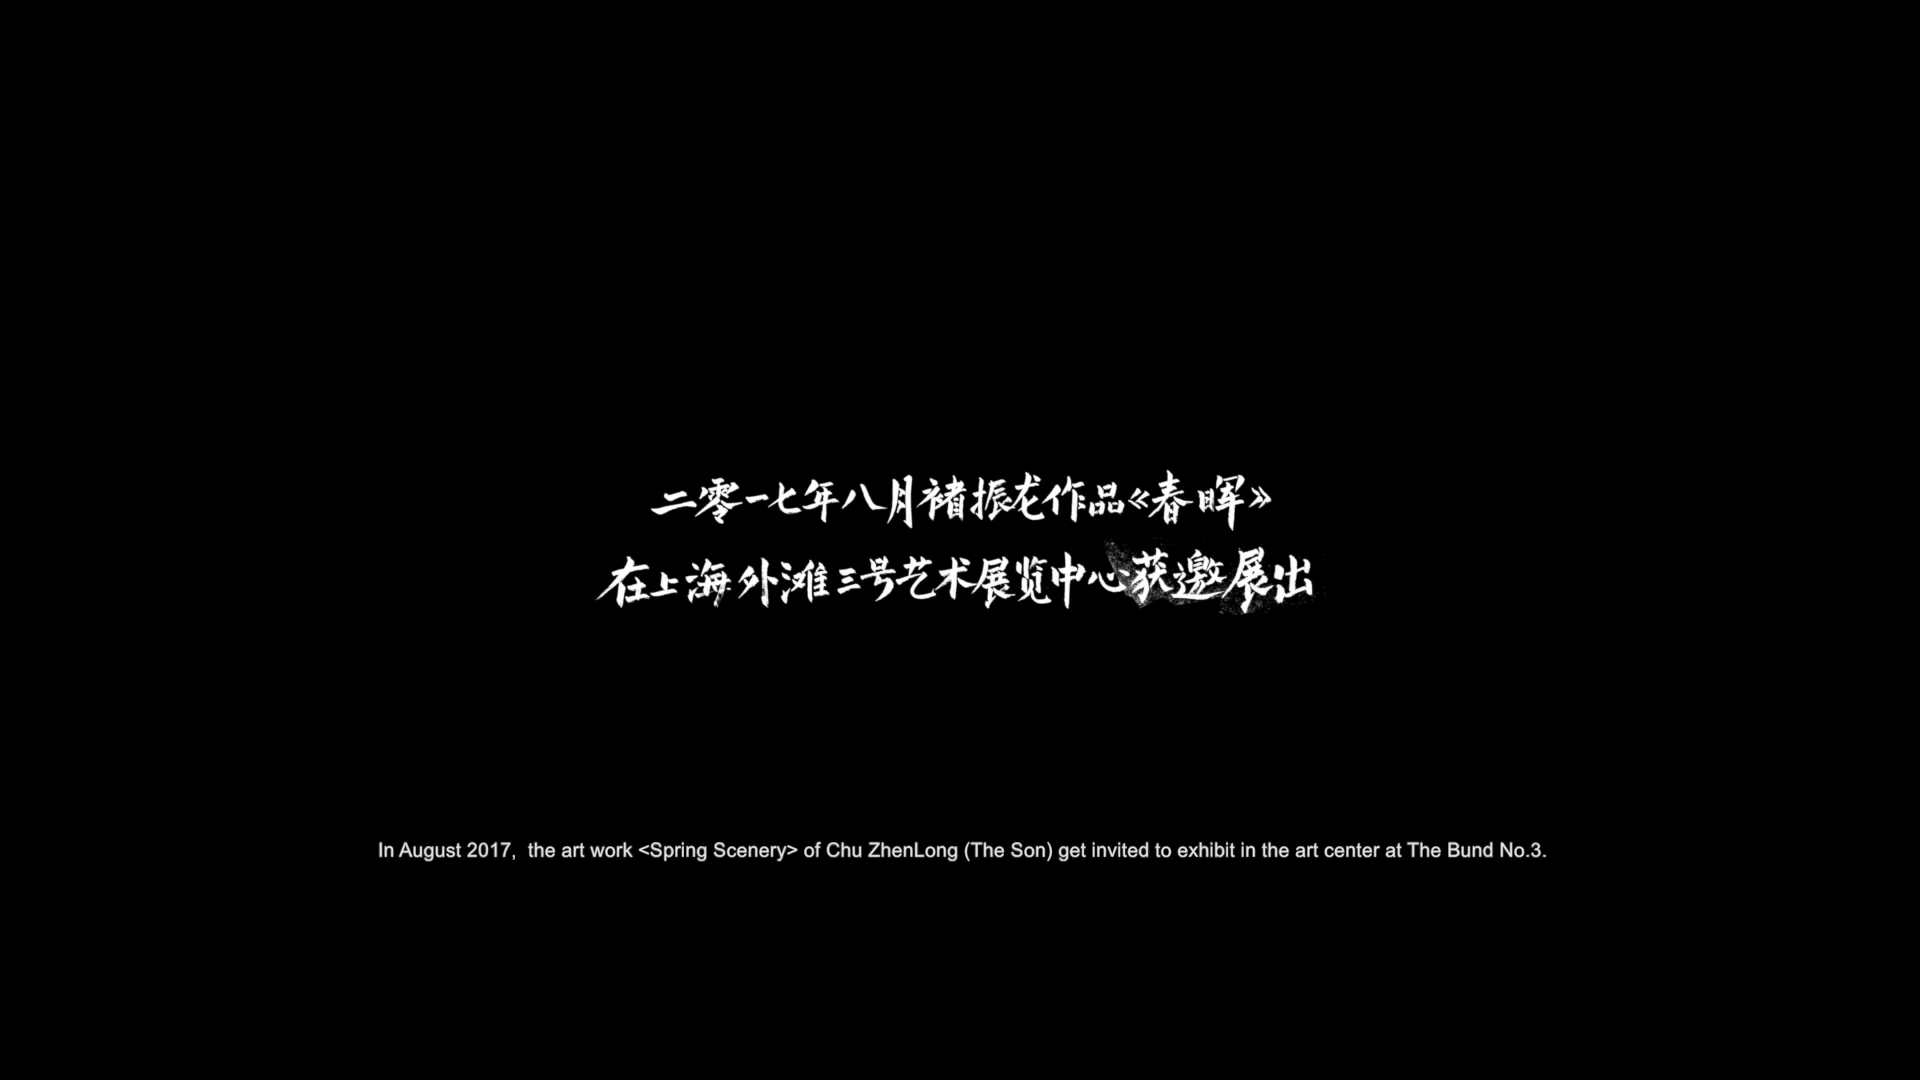 二零一七年八月褚振龙作品《春晖》
在上海外滩三号艺术展览中心获邀展出
In August 2017,  the art work <Spring Scenery> of Chu ZhenLong (The Son) get invited to exhibit in the art center at The Bund No.3.